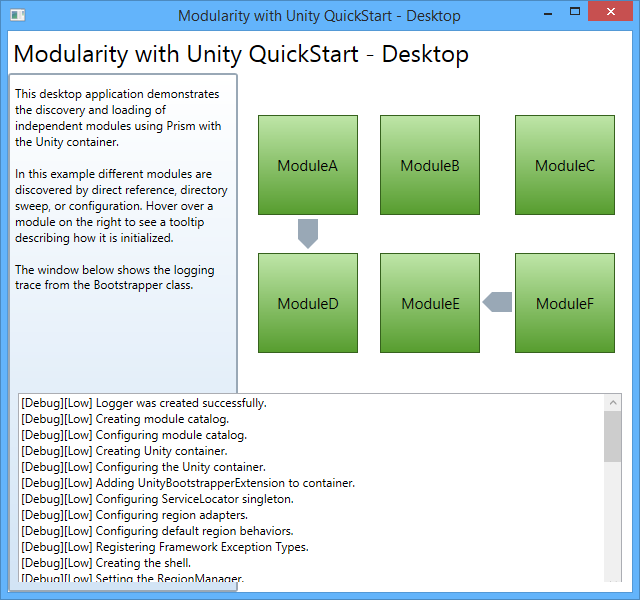 Modularity with Unity QuickStart - Desktop
Modularity with Unity QuickStart - Desktop
This desktop application demonstrates
the discovery and loading of
independent modules using Prism with
the Unity container.
In this example different modules are
discovered by direct reference, directory
sweep, or configuration. Hover over a
module on the right to see a tooltip
describing how it is initialized.
The window below shows the logging
trace from the Bootstrapper class.
ModuleA
ModuleB
ModuleC
ModuleD
ModuleE
ModuleF
[Debug][Low] Logger was created successfully.
[Debug][Low] Creating module catalog.
[Debug][Low] Configuring module catalog.
[Debug][Low] Creating Unity container.
[Debug][Low] Configuring the Unity container.
[Debug][Low] Adding UnityBootstrapperExtension to container.
[Debug][Low] Configuring ServiceLocator singleton.
[Debug][Low] Configuring region adapters.
[Debug][Low] Configuring default region behaviors.
[Debug][Low] Registering Framework Exception Types.
[Debug][Low] Creating the shell.
[Debug][Low] Setting the RegionManager.